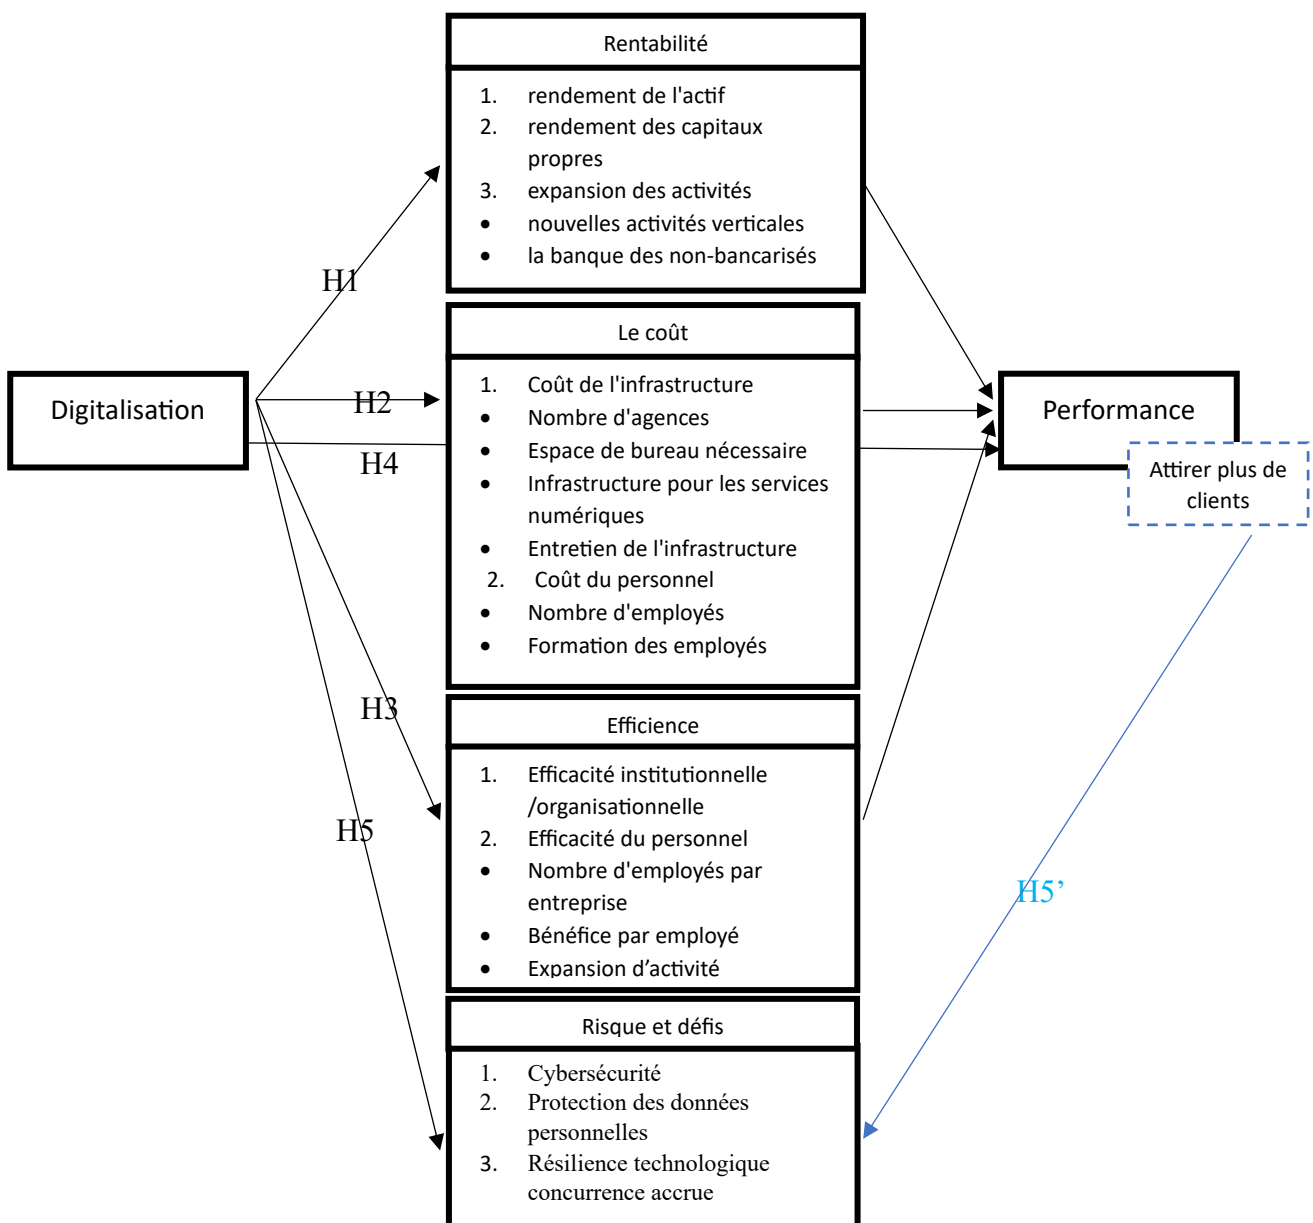 Rentabilité
1. rendement de l'actif
2. rendement des capitaux
propres
3. expansion des activités
• nouvelles activités verticales
• la banque des non-bancarisés
H1
Le coût
1. Coût de l'infrastructure
• Nombre d'agences
• Espace de bureau nécessaire
• Infrastructure pour les services
numériques
• Entretien de l'infrastructure
2. Coût du personnel
• Nombre d'employés
• Formation des employés
Digitalisation
H2
H4
Performance
Attirer plus de
clients
H3
Efficience
1. Efficacité institutionnelle
/organisationnelle
2. Efficacité du personnel
• Nombre d'employés par
entreprise
• Bénéfice par employé
• Expansion d’activité
H5
H5’
Risque et défis
1. Cybersécurité
2. Protection des données
personnelles
3. Résilience technologique
concurrence accrue